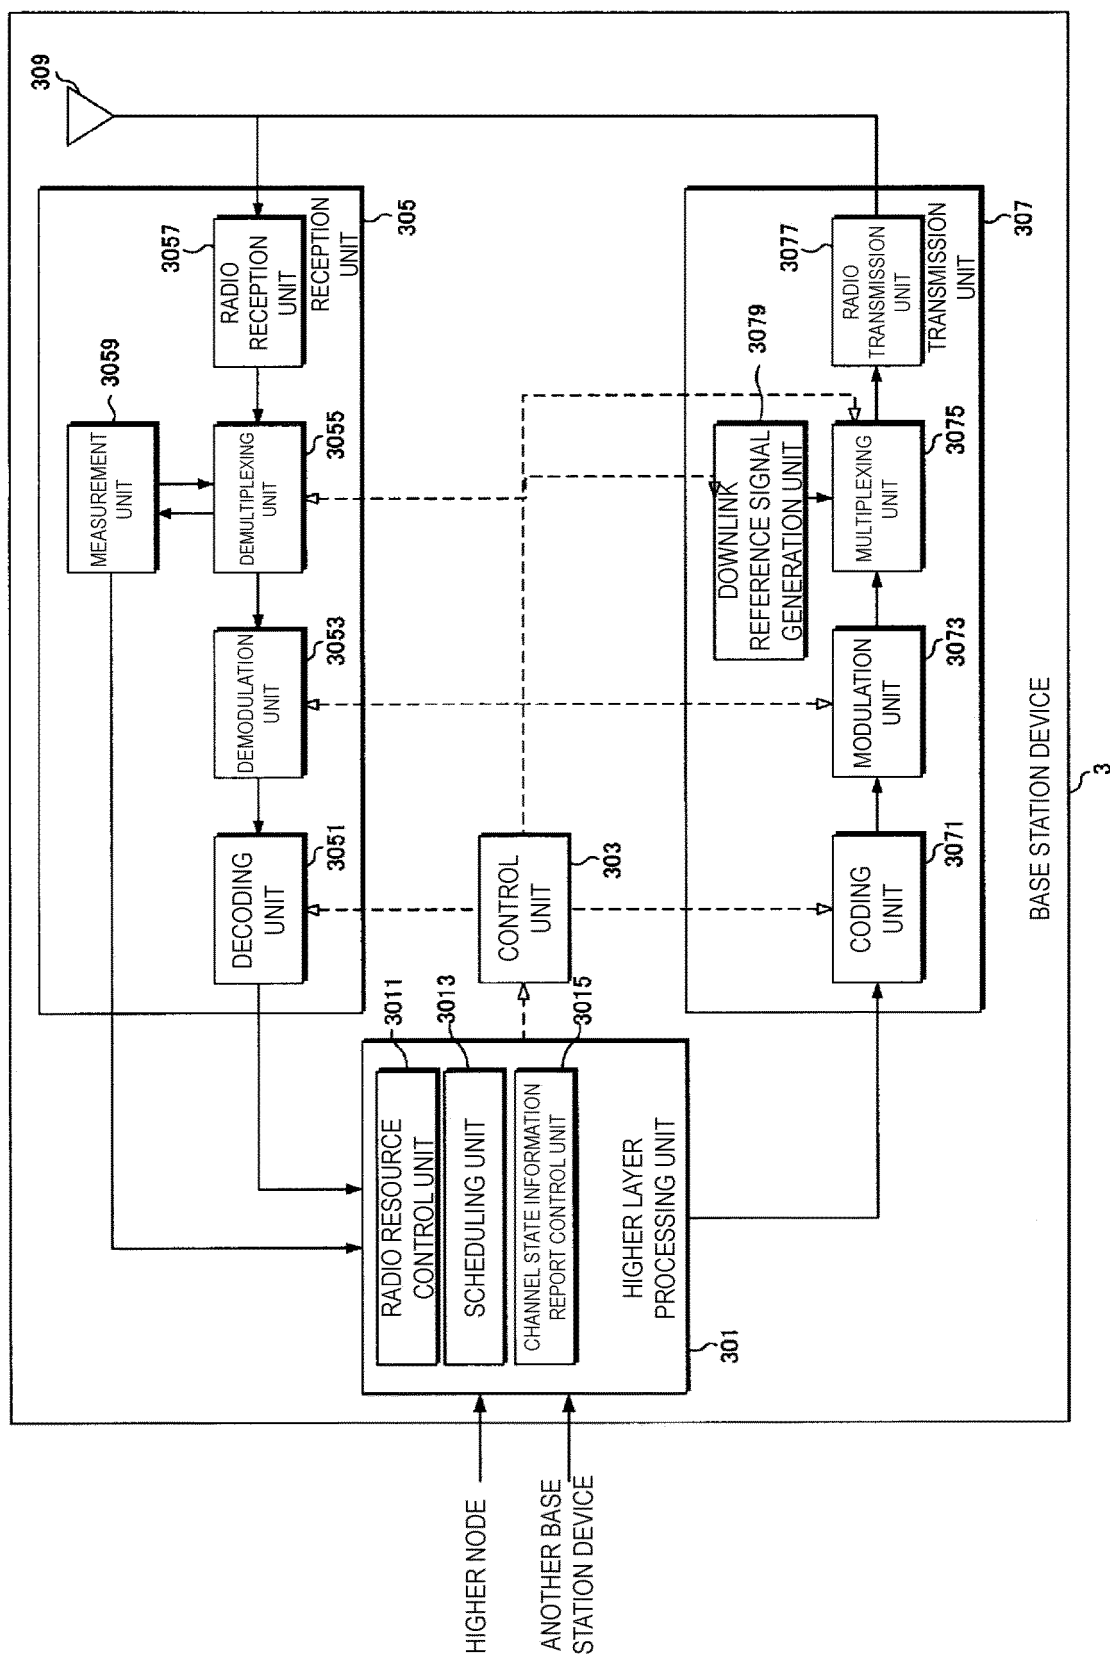 HIGHER NODE
ANOTHER BASE
STATION DEVICE
301
RADIO RESOURCE
CONTROL UNIT
3011
SCHEDULING UNIT
3013
CHANNEL STATE INFORMATION
REPORT CONTROL UNIT
3015
HIGHER LAYER
PROCESSING UNIT
CONTROL
UNIT
303
DECODING
UNIT
3051
DEMODULATION
UNIT
3053
DEMULTIPLEXING
UNIT
3055
MEASUREMENT
UNIT
3059
RADIO
RECEPTION
UNIT
3057
RECEPTION
UNIT
305
309
CODING
UNIT
3071
MODULATION
UNIT
3073
MULTIPLEXING
UNIT
3075
DOWNLINK
REFERENCE SIGNAL
GENERATION UNIT
3079
RADIO
TRANSMISSION
UNIT
3077
TRANSMISSION
UNIT
307
BASE STATION DEVICE
3